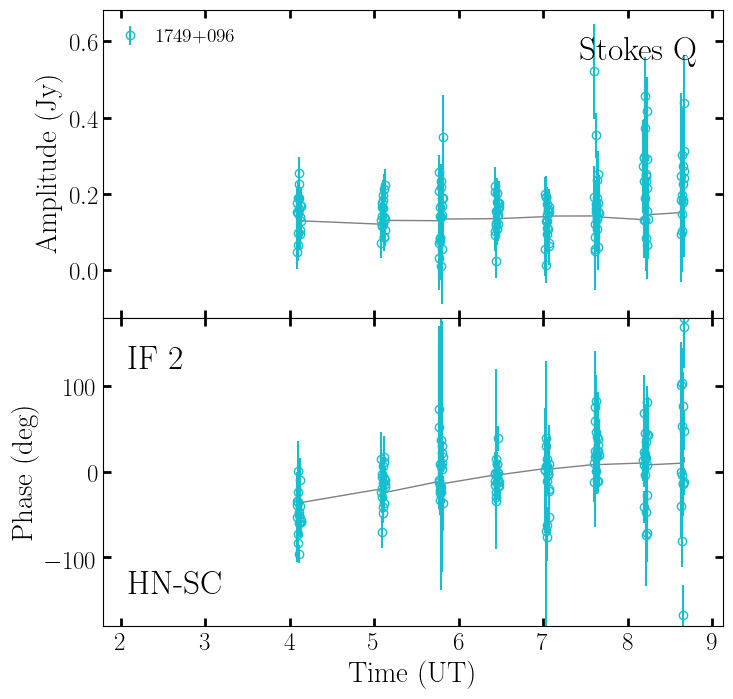 1749+096
Stokes Q
0.6
0.4
0.2
0.0
Amplitude (Jy)
IF 2
100
0
−100
Phase (deg)
HN-SC
2 3 4 5 6 7 8 9
Time (UT)